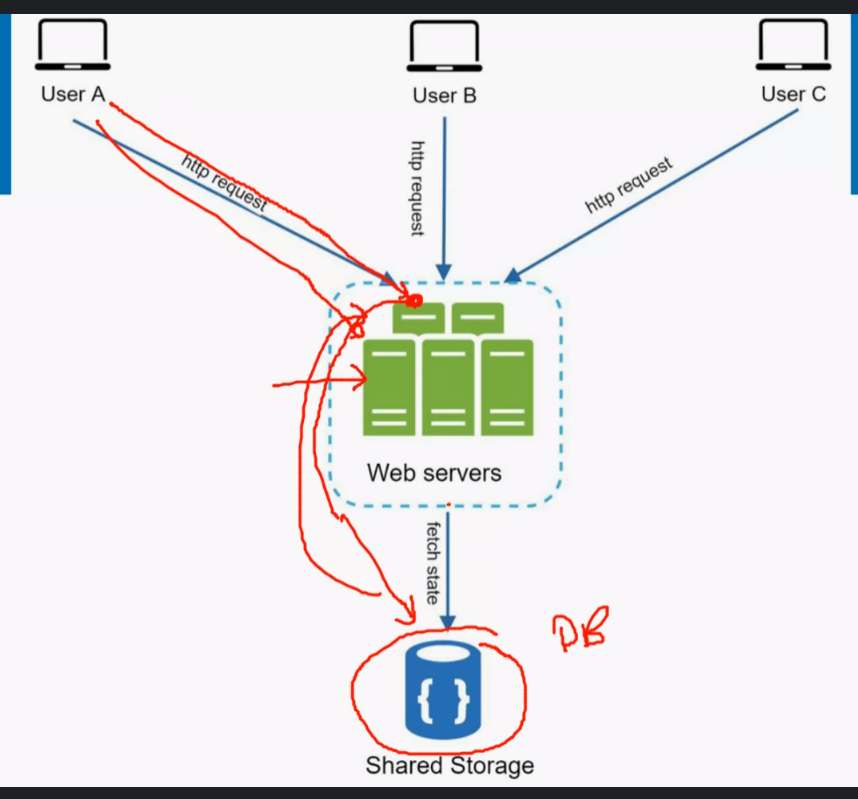 User A
User B
User C
http request
http request
http request
Web servers
fetch state
DB
{ }
Shared Storage